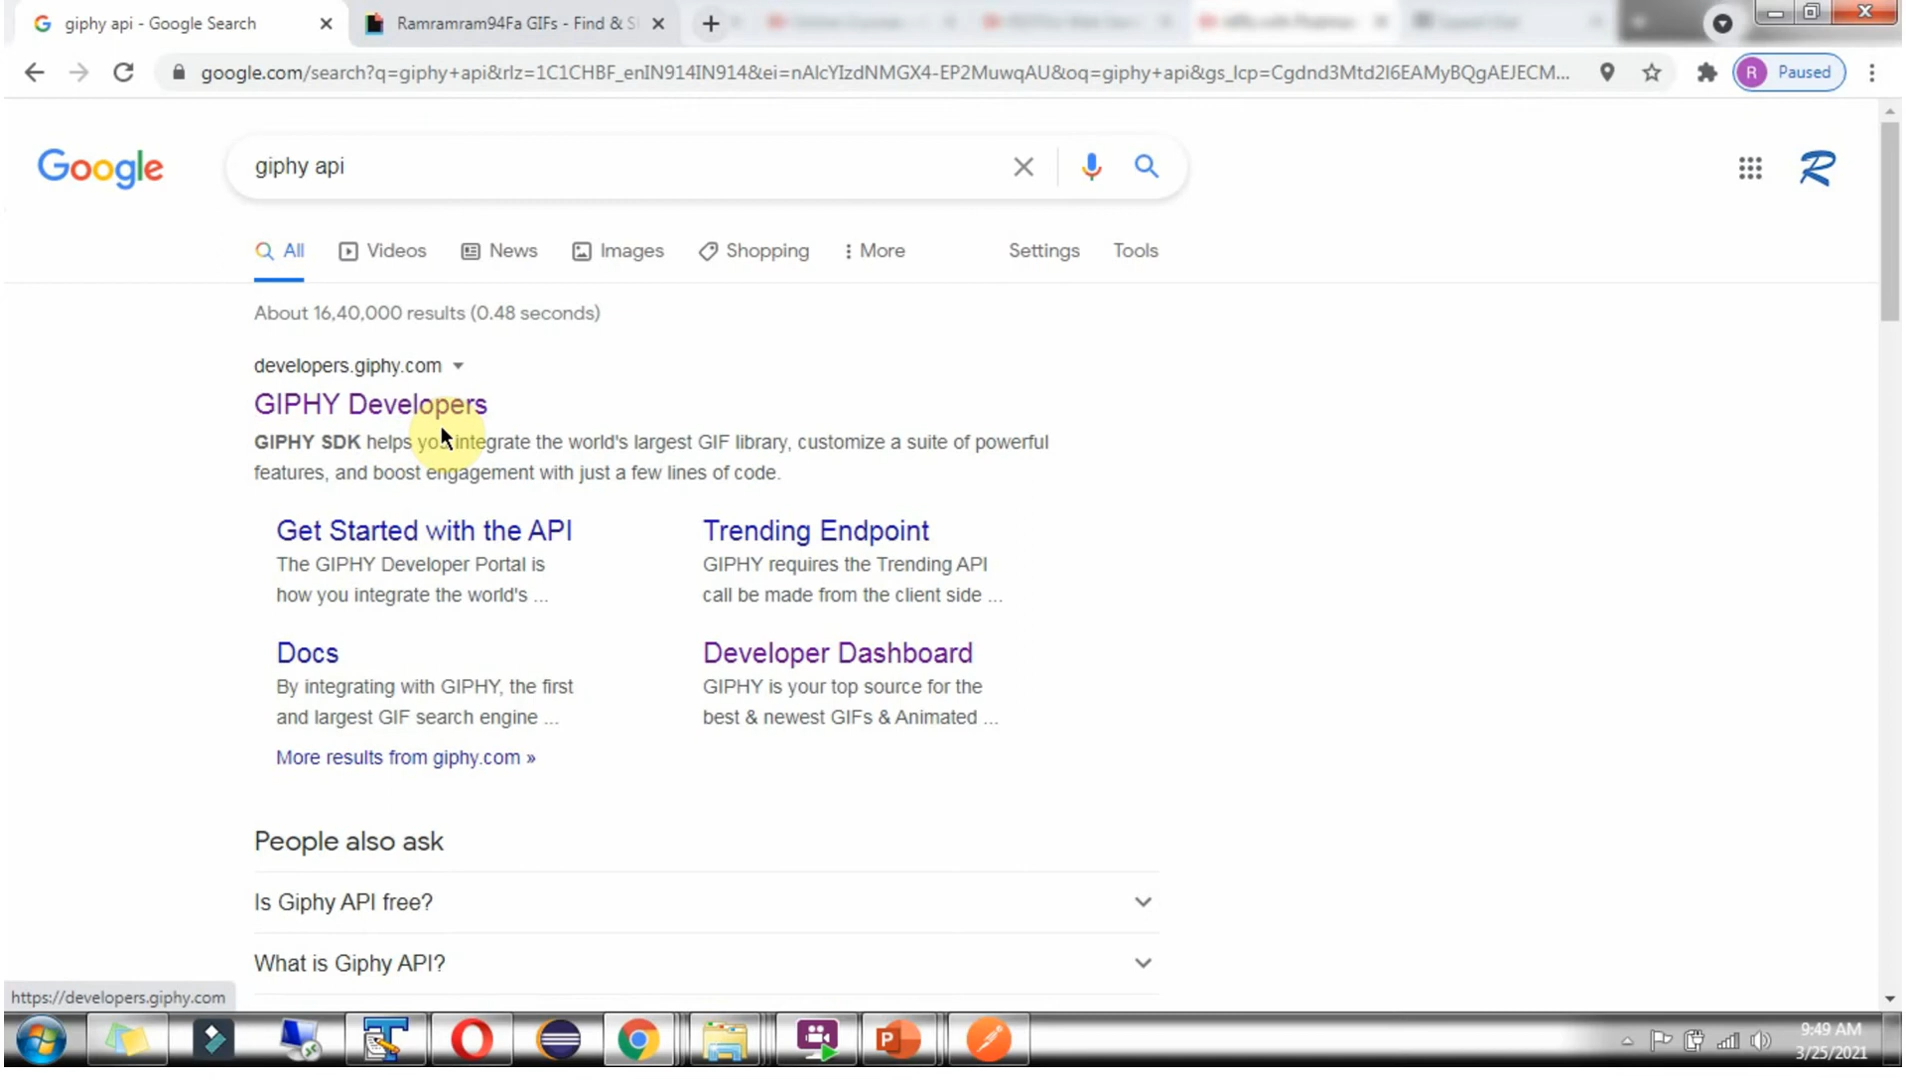 giphy api - Google Search
Ramramram94Fa GIFs - Find & S
google.com/search?q=giphy+api&rlz=1C1CHBF_enIN914IN914&ei=nAIcYIzdNMGX4-EP2MuwqAU&oq=giphy+api&gs_lcp=Cgdnd3Mtd2l6EAMyBQgAEJECM...
R Paused
Google
giphy api
All Videos News Images Shopping More Settings Tools
About 16,40,000 results (0.48 seconds)
developers.giphy.com
GIPHY Developers
GIPHY SDK helps you integrate the world's largest GIF library, customize a suite of powerful
features, and boost engagement with just a few lines of code.
Get Started with the API
The GIPHY Developer Portal is
how you integrate the world's ...
Trending Endpoint
GIPHY requires the Trending API
call be made from the client side ...
Docs
By integrating with GIPHY, the first
and largest GIF search engine ...
Developer Dashboard
GIPHY is your top source for the
best & newest GIFs & Animated ...
More results from giphy.com »
People also ask
Is Giphy API free?
What is Giphy API?
https://developers.giphy.com
9:49 AM
3/25/2021